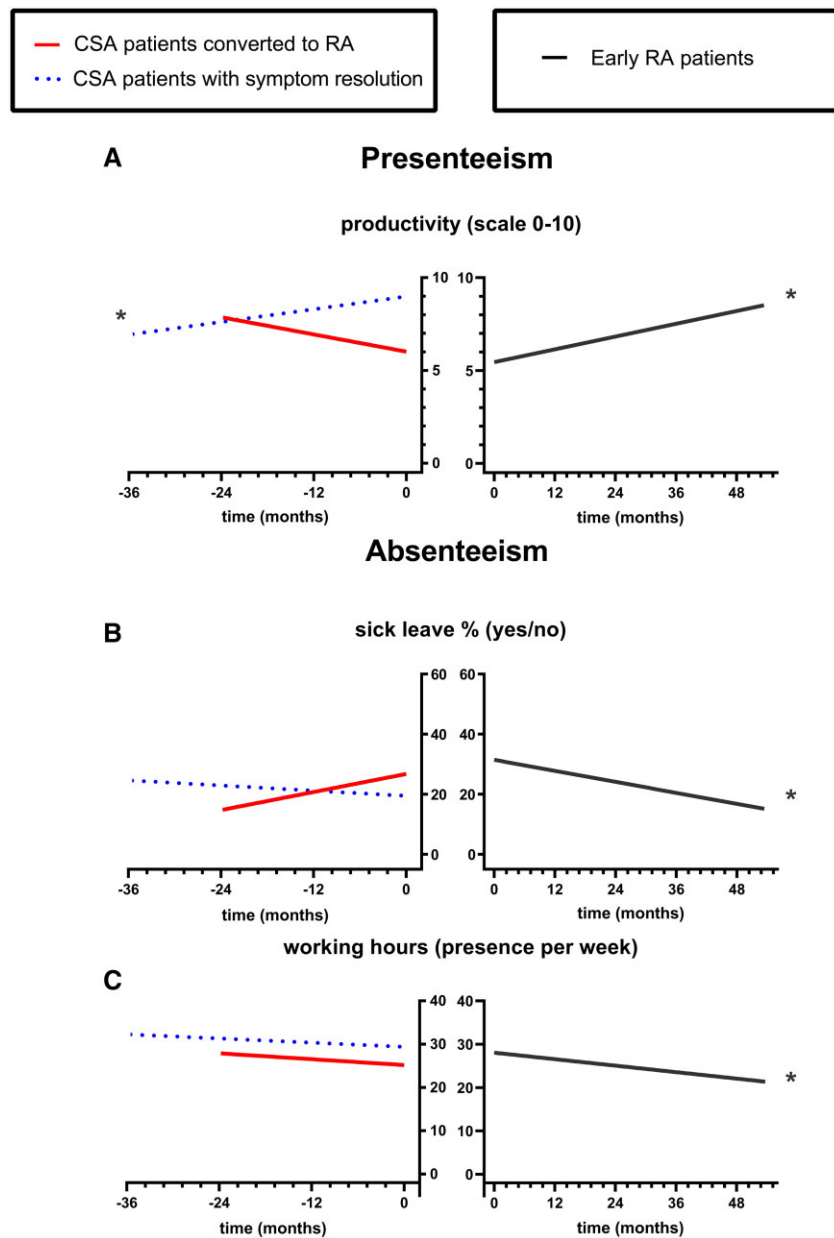 CSA patients converted to RA
CSA patients with symptom resolution
Early RA patients
A
Presenteeism
productivity (scale 0-10)
*
10
5
0
-36 -24 -12 0
time (months)
10
5
0
*
0 12 24 36 48
time (months)
Absenteeism
B
sick leave % (yes/no)
60
40
20
0
-36 -24 -12 0
time (months)
60
40
20
0
*
0 12 24 36 48
time (months)
working hours (presence per week)
C
40
30
20
10
0
-36 -24 -12 0
time (months)
40
30
20
10
0
*
0 12 24 36 48
time (months)